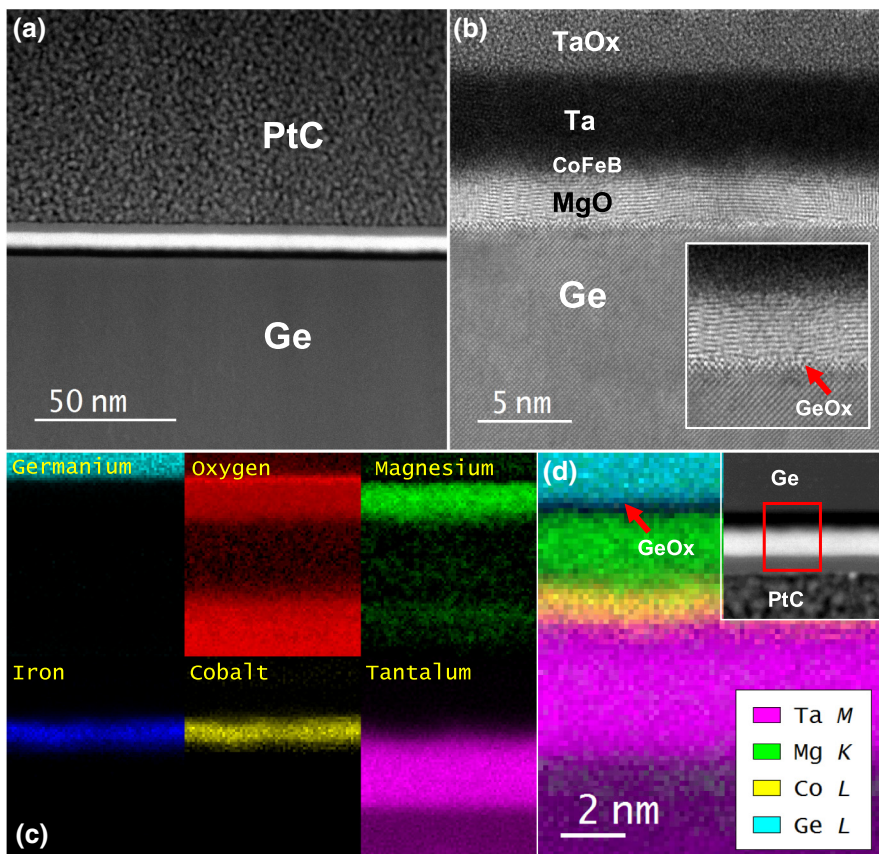 (a)
PtC
Ge
50 nm
(b)
TaOx
Ta
CoFeB
MgO
Ge
5 nm
GeOx
Germanium
Oxygen
Magnesium
Iron
Cobalt
Tantalum
(c)
(d)
GeOx
Ge
PtC
2 nm
Ta M
Mg K
Co L
Ge L